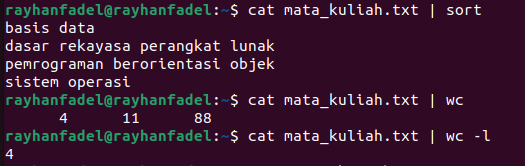 rayhanfadel@rayhanfadel:~$ cat mata_kuliah.txt | sort
basis data
dasar rekayasa perangkat lunak
pemrograman berorientasi objek
sistem operasi
rayhanfadel@rayhanfadel:~$ cat mata_kuliah.txt | wc
      4      11      88
rayhanfadel@rayhanfadel:~$ cat mata_kuliah.txt | wc -l
4